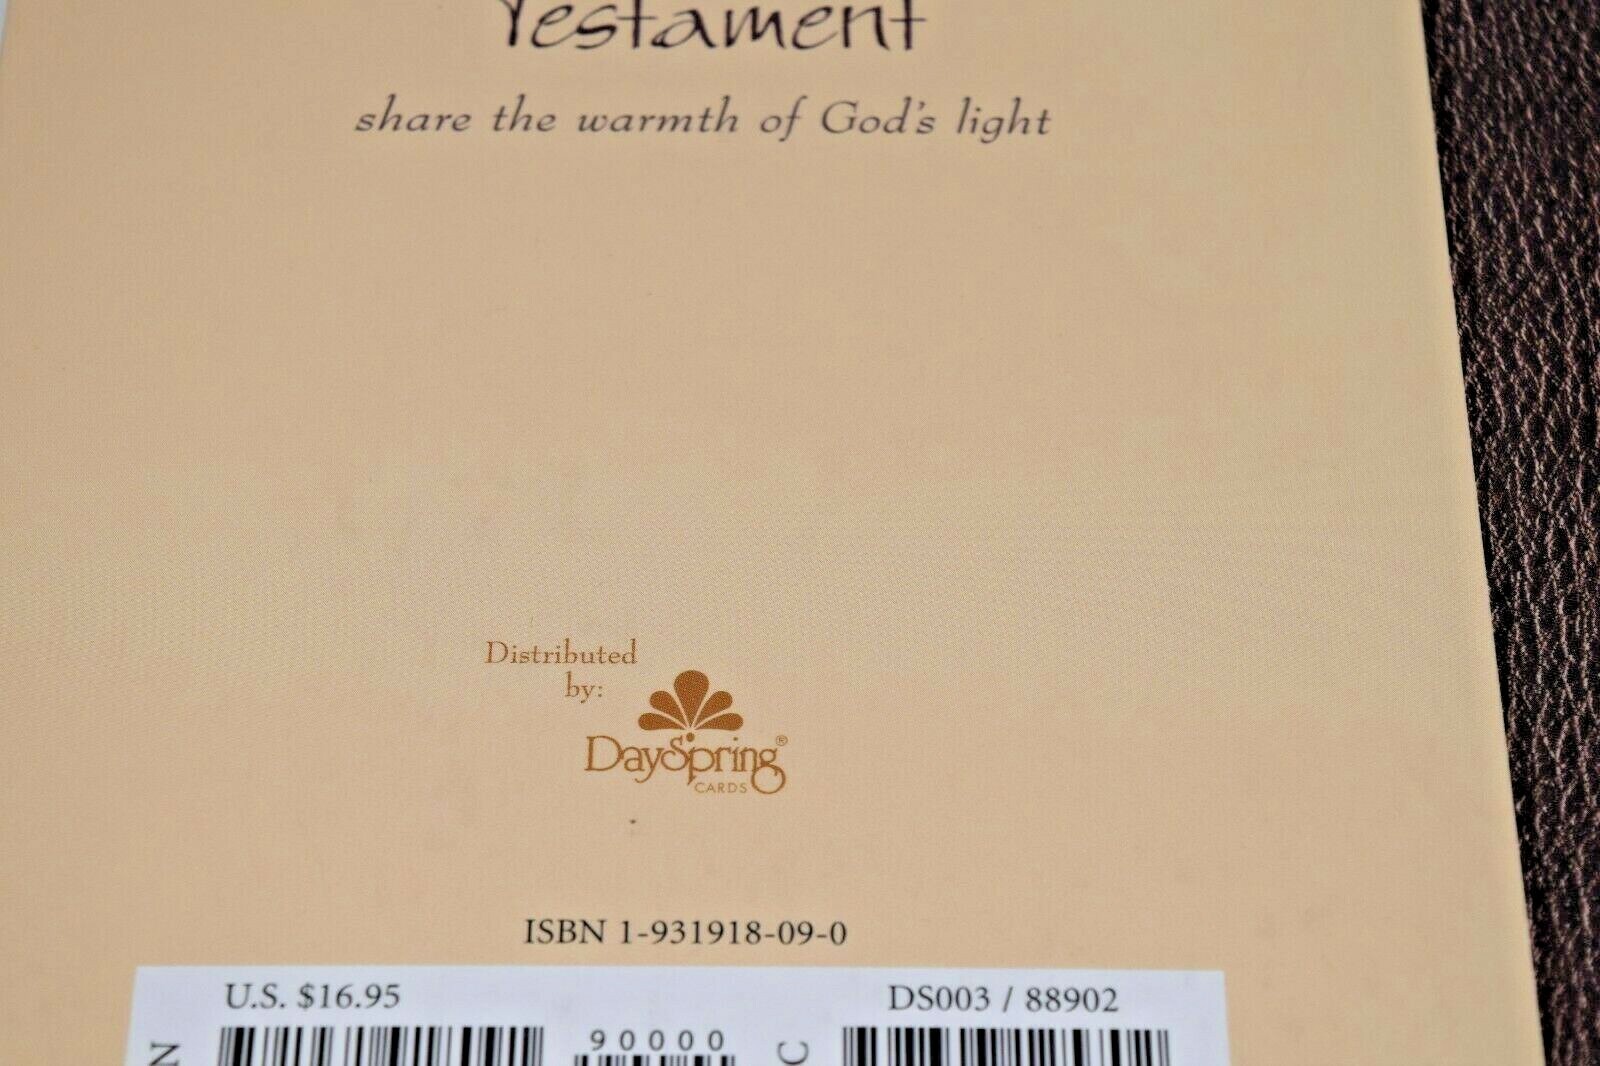 Testament
share the warmth of God's light
Distributed
by:
DaySpring®
CARDS
ISBN 1-931918-09-0
U.S. $16.95
DS003 / 88902
90000
N
C